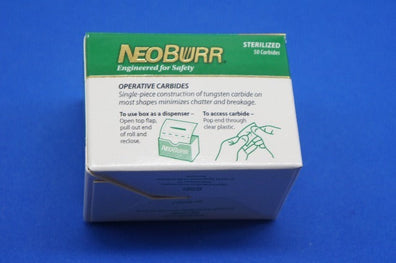 NEOBURR®
Engineered for Safety
STERILIZED
50 Carbides
OPERATIVE CARBIDES
Single-piece construction of tungsten carbide on
most shapes minimizes chatter and breakage.
To use box as a dispenser –
Open top flap,
pull out end
of roll and
reclose.
NEOBURR
To access carbide –
Pop end through
clear plastic.